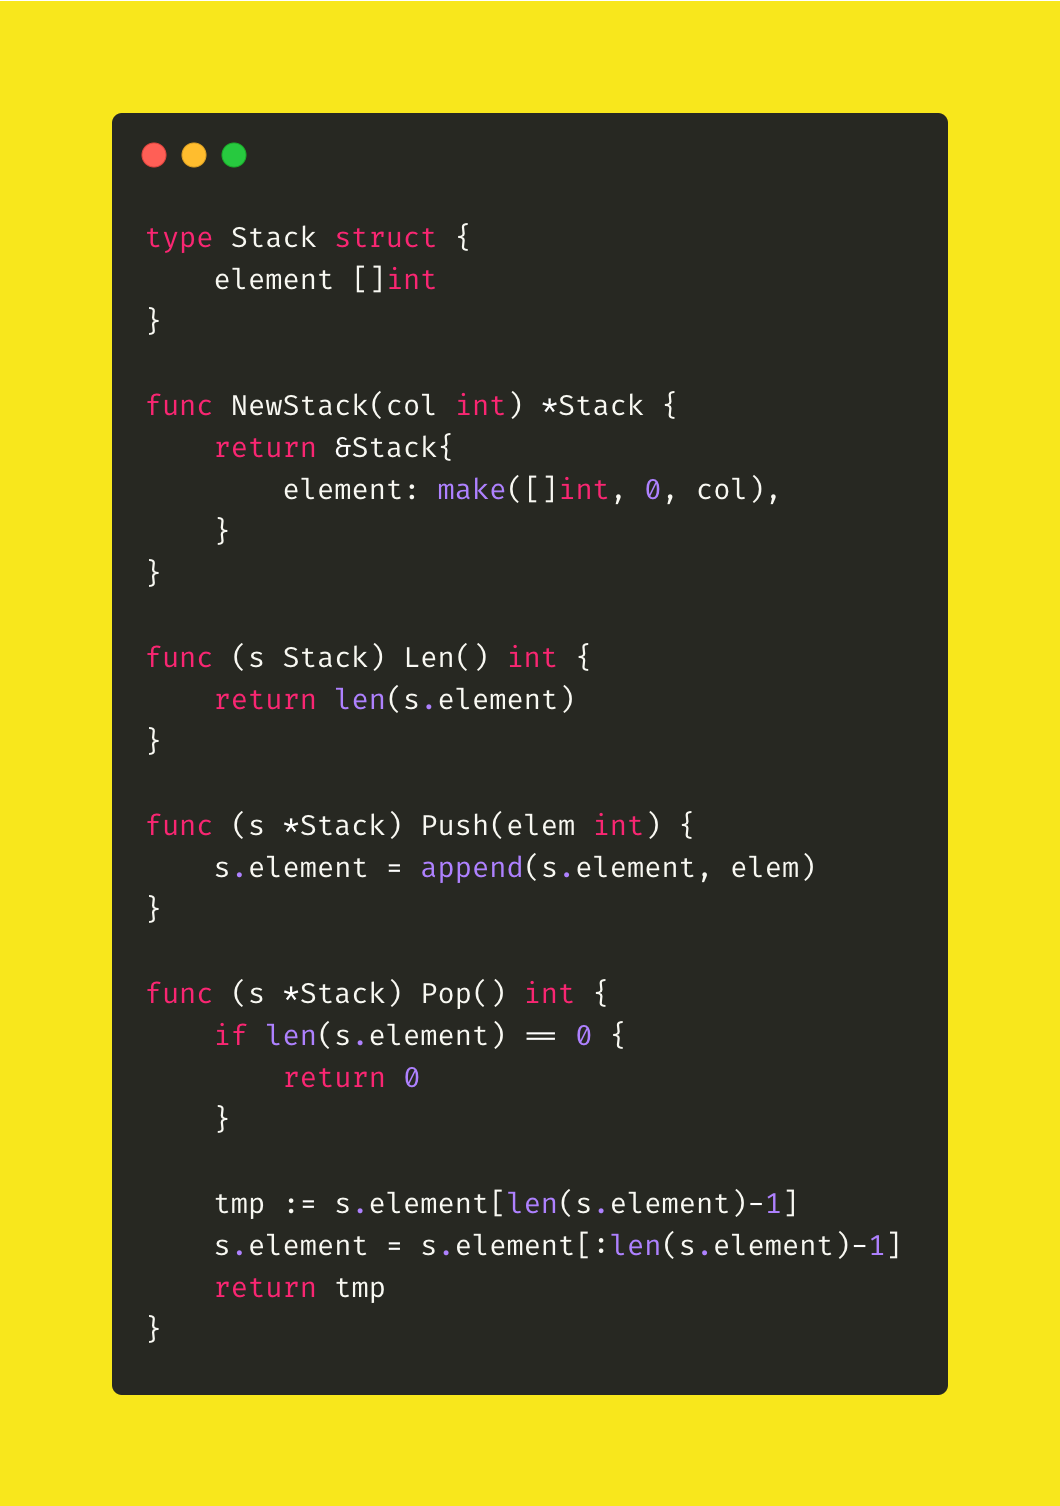 type Stack struct {
    element []int
}

func NewStack(col int) *Stack {
    return &Stack{
        element: make([]int, 0, col),
    }
}

func (s Stack) Len() int {
    return len(s.element)
}

func (s *Stack) Push(elem int) {
    s.element = append(s.element, elem)
}

func (s *Stack) Pop() int {
    if len(s.element) == 0 {
        return 0
    }

    tmp := s.element[len(s.element)-1]
    s.element = s.element[:len(s.element)-1]
    return tmp
}